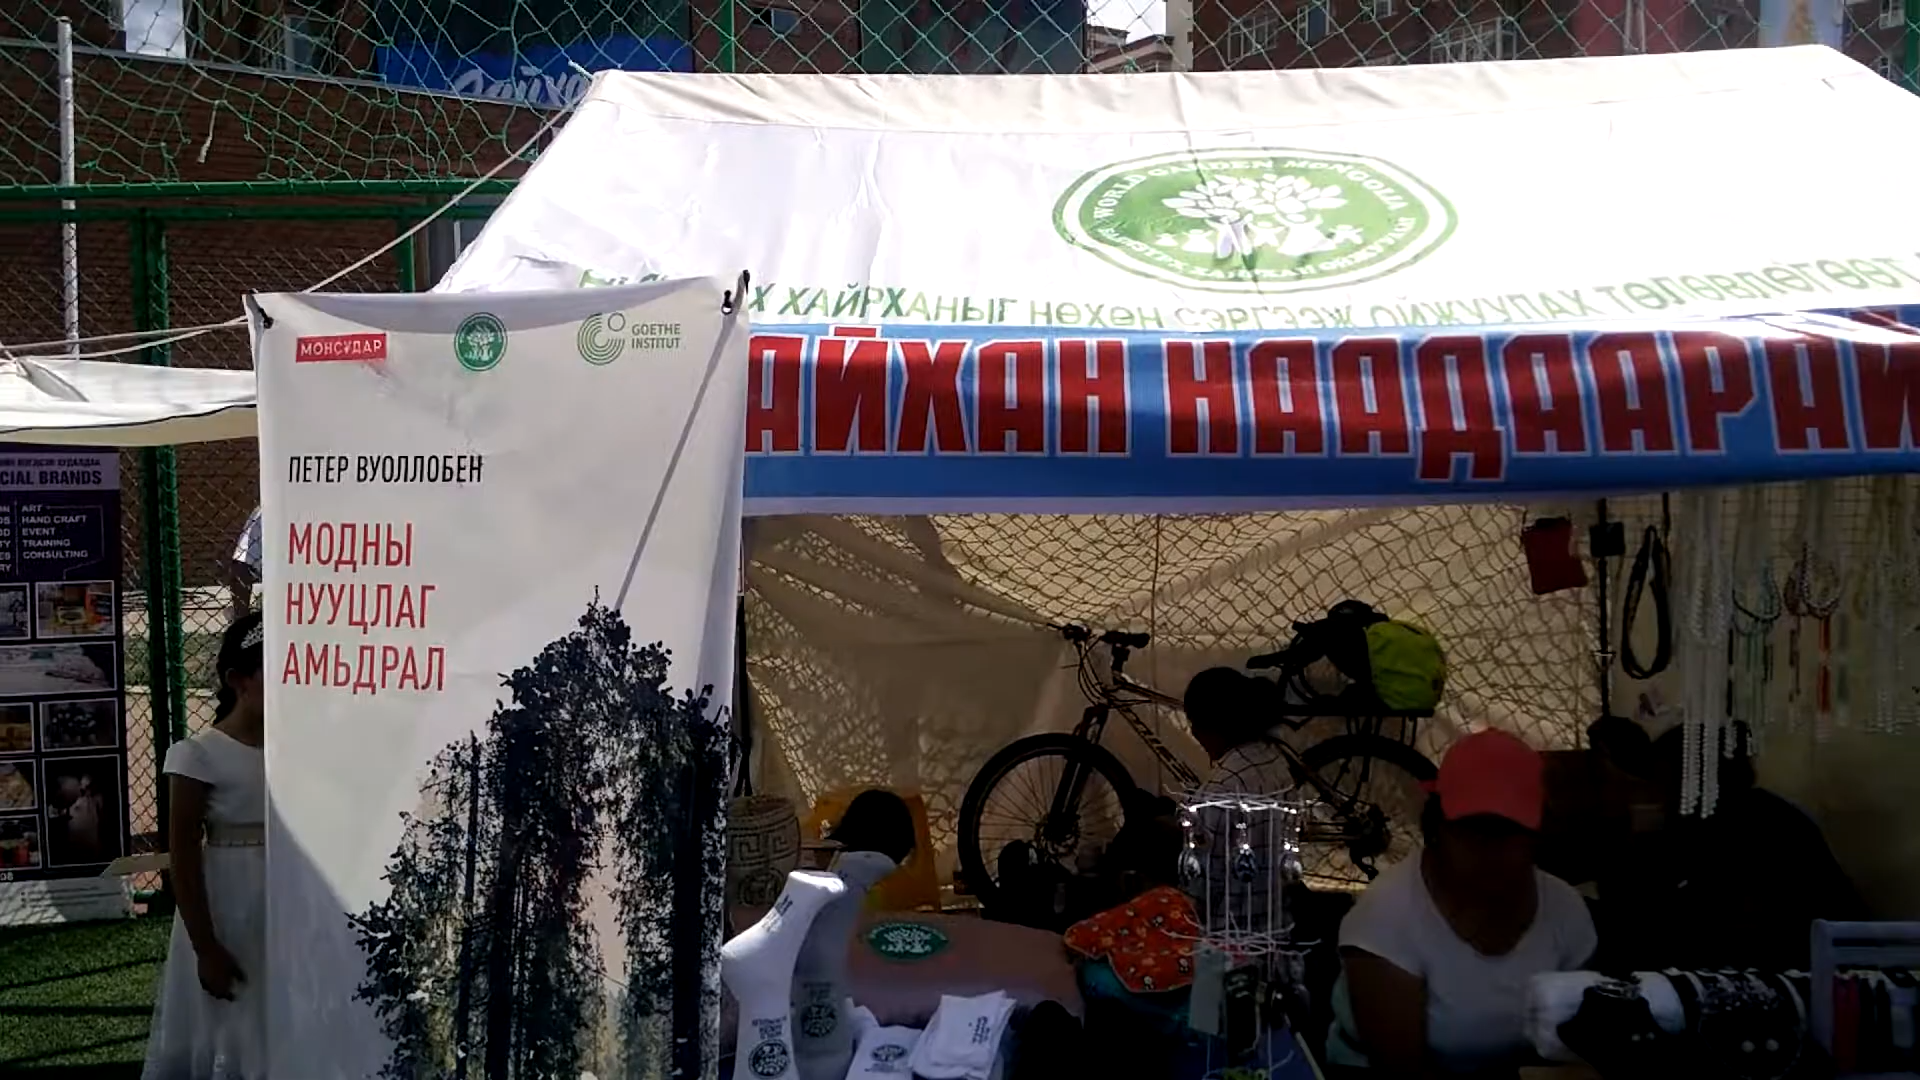 WORLD GARDEN MONGOLIA
ХАЙРХАНЫГ НӨХӨН СЭРГЭЭЖ ОЙЖУУЛАХ ТӨЛӨВЛӨГӨӨТ
АЙХАН НААДААРАЙ
МОНСУДАР
GOETHE
INSTITUT
ПЕТЕР ВУОЛЛОБЕН
МОДНЫ
НУУЦЛАГ
АМЬДРАЛ
CIAL BRANDS
ART
HAND CRAFT
EVENT
TRAINING
CONSULTING